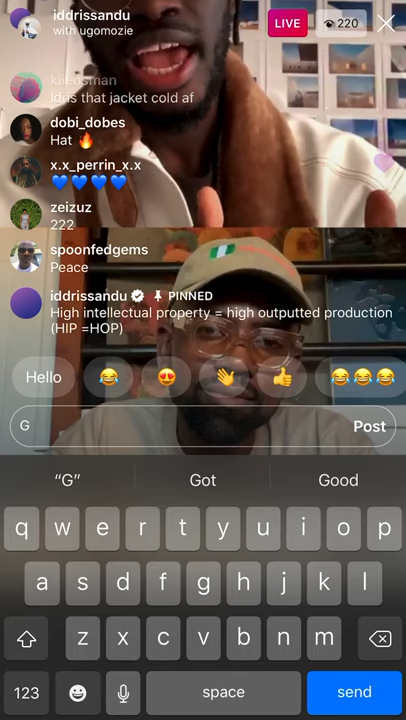 iddrissandu
with ugomozie
LIVE
220
Idris that jacket cold af
dobi_dobes
Hat 🔥
x.x_perrin_x.x
💙💙💙💙
zeizuz
222
spoonfedgems
Peace
iddrissandu PINNED
High intellectual property = high outputted production
(HIP =HOP)
Hello 😂 😍 👋 👍 😂😂😂
G Post
“G” Got Good
q w e r t y u i o p
a s d f g h j k l
z x c v b n m
123 space send